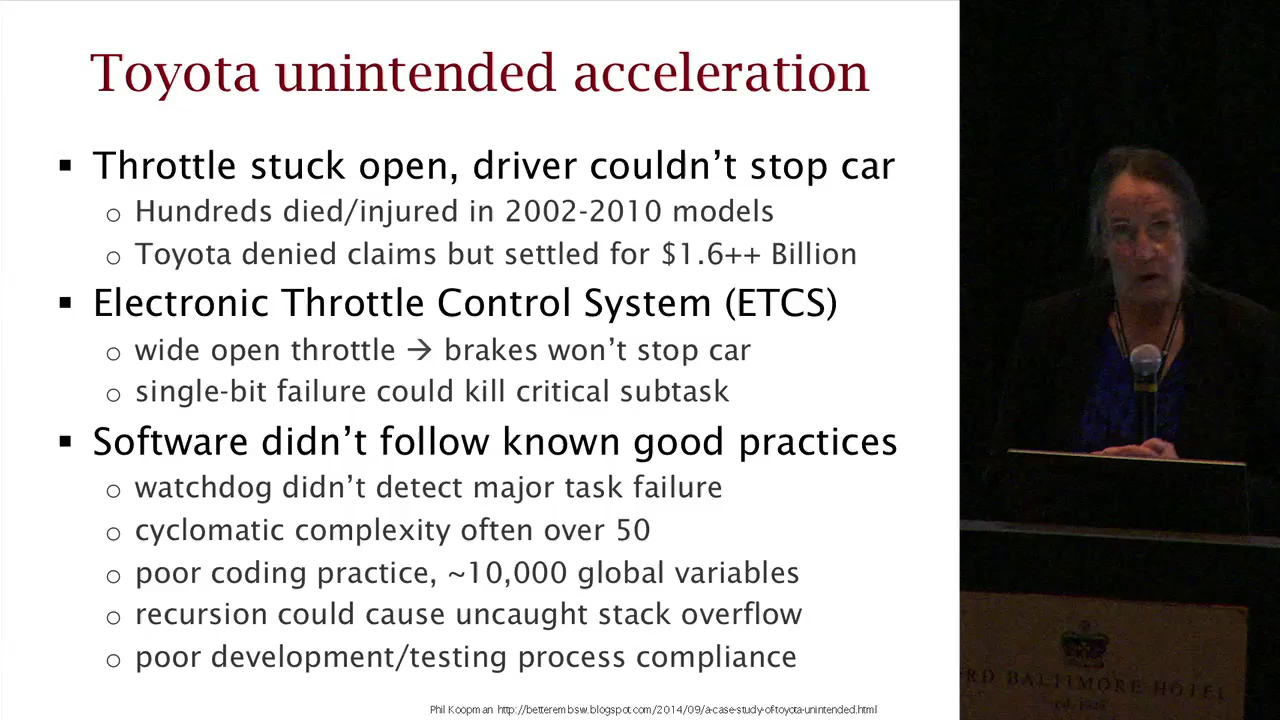 Toyota unintended acceleration
▪ Throttle stuck open, driver couldn’t stop car
○ Hundreds died/injured in 2002-2010 models
○ Toyota denied claims but settled for $1.6++ Billion
▪ Electronic Throttle Control System (ETCS)
○ wide open throttle → brakes won’t stop car
○ single-bit failure could kill critical subtask
▪ Software didn’t follow known good practices
○ watchdog didn’t detect major task failure
○ cyclomatic complexity often over 50
○ poor coding practice, ~10,000 global variables
○ recursion could cause uncaught stack overflow
○ poor development/testing process compliance
Phil Koopman http://betterembsw.blogspot.com/2014/09/a-case-study-of-toyota-unintended.html
RD BALTIMORE HOTEL